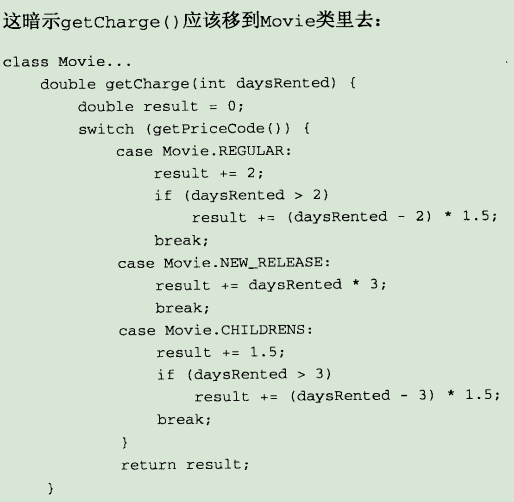 这暗示getCharge()应该移到Movie类里去：
class Movie...
    double getCharge(int daysRented) {
        double result = 0;
        switch (getPriceCode()) {
            case Movie.REGULAR:
                result += 2;
                if (daysRented > 2)
                    result += (daysRented - 2) * 1.5;
                break;
            case Movie.NEW_RELEASE:
                result += daysRented * 3;
                break;
            case Movie.CHILDRENS:
                result += 1.5;
                if (daysRented > 3)
                    result += (daysRented - 3) * 1.5;
                break;
            }
            return result;
    }